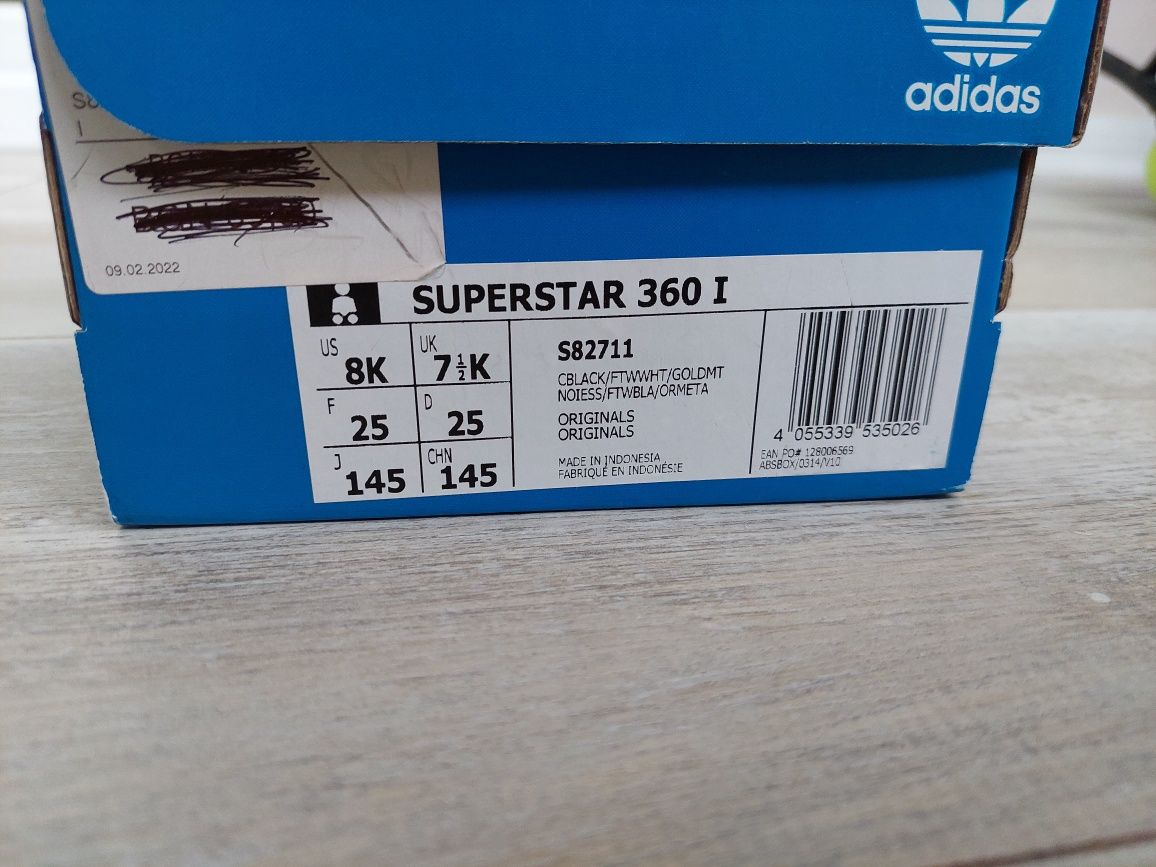 adidas
I
09.02.2022
SUPERSTAR 360 I
US
8K
UK
7½K
F
25
D
25
J
145
CHN
145
S82711
CBLACK/FTWWHT/GOLDMT
NOIESS/FTWBLA/ORMETA
ORIGINALS
ORIGINALS
MADE IN INDONESIA
FABRIQUÉ EN INDONÉSIE
4 055339 535026
EAN PO# 128006569
ABSBOX/0314/V10